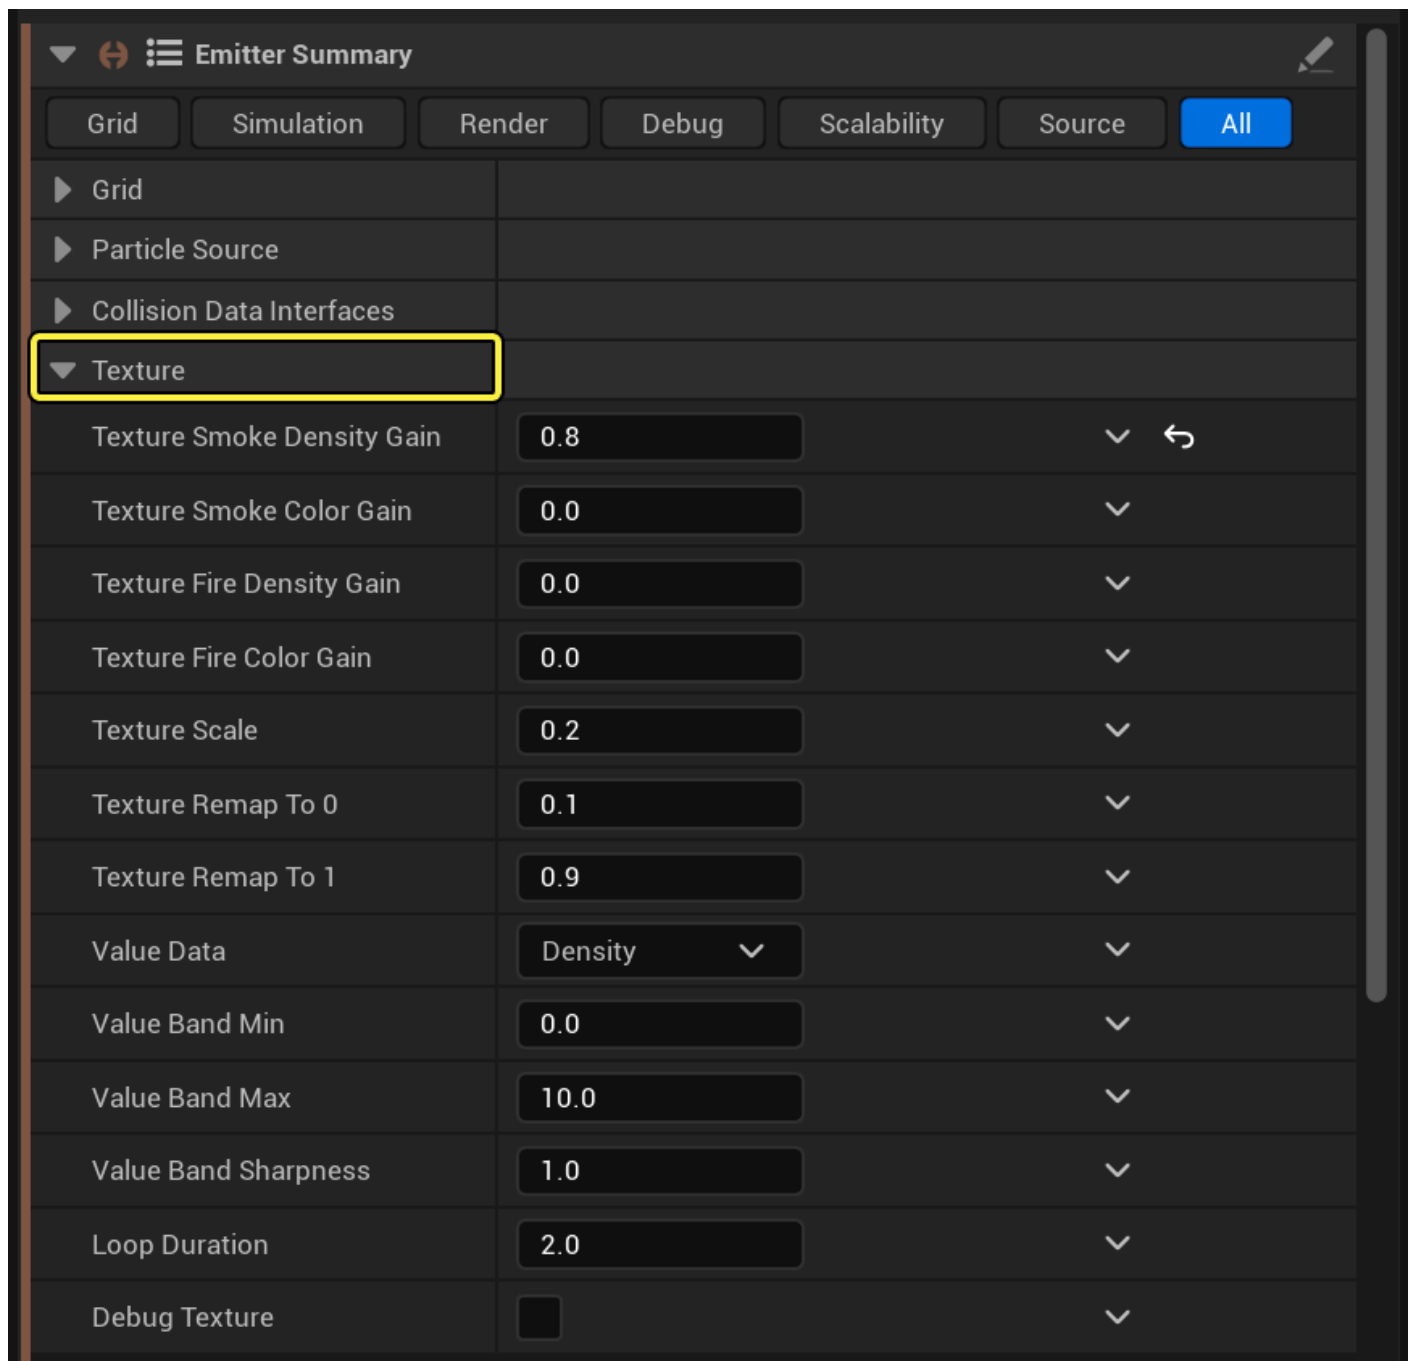 Emitter Summary
Grid Simulation Render Debug Scalability Source All
Grid
Particle Source
Collision Data Interfaces
Texture
Texture Smoke Density Gain 0.8
Texture Smoke Color Gain 0.0
Texture Fire Density Gain 0.0
Texture Fire Color Gain 0.0
Texture Scale 0.2
Texture Remap To 0 0.1
Texture Remap To 1 0.9
Value Data Density
Value Band Min 0.0
Value Band Max 10.0
Value Band Sharpness 1.0
Loop Duration 2.0
Debug Texture